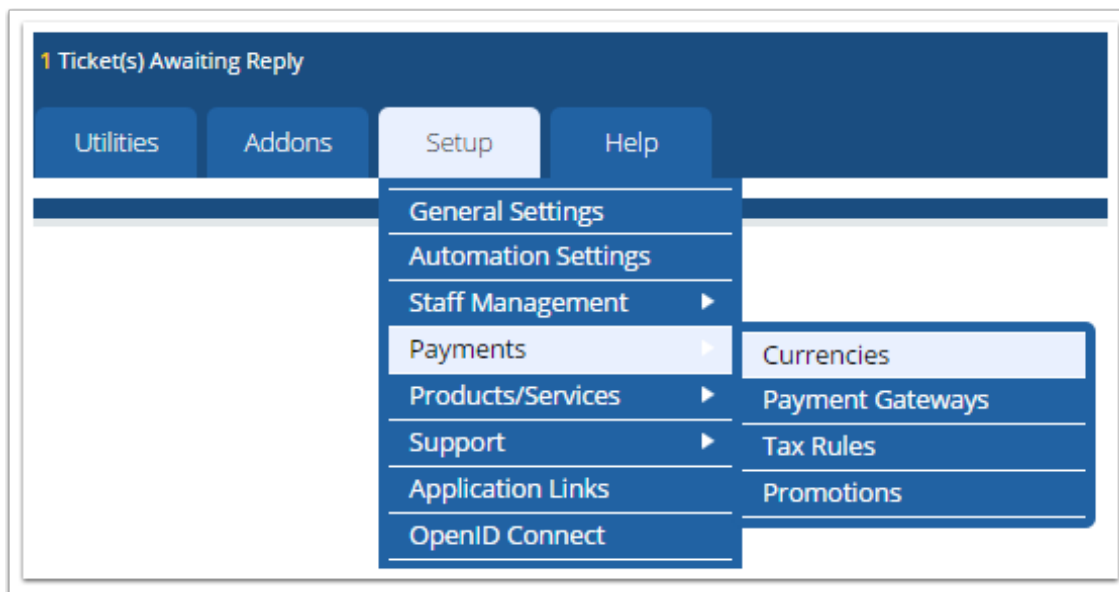 1 Ticket(s) Awaiting Reply
Utilities Addons Setup Help
General Settings
Automation Settings
Staff Management
Payments
Products/Services
Support
Application Links
OpenID Connect
Currencies
Payment Gateways
Tax Rules
Promotions